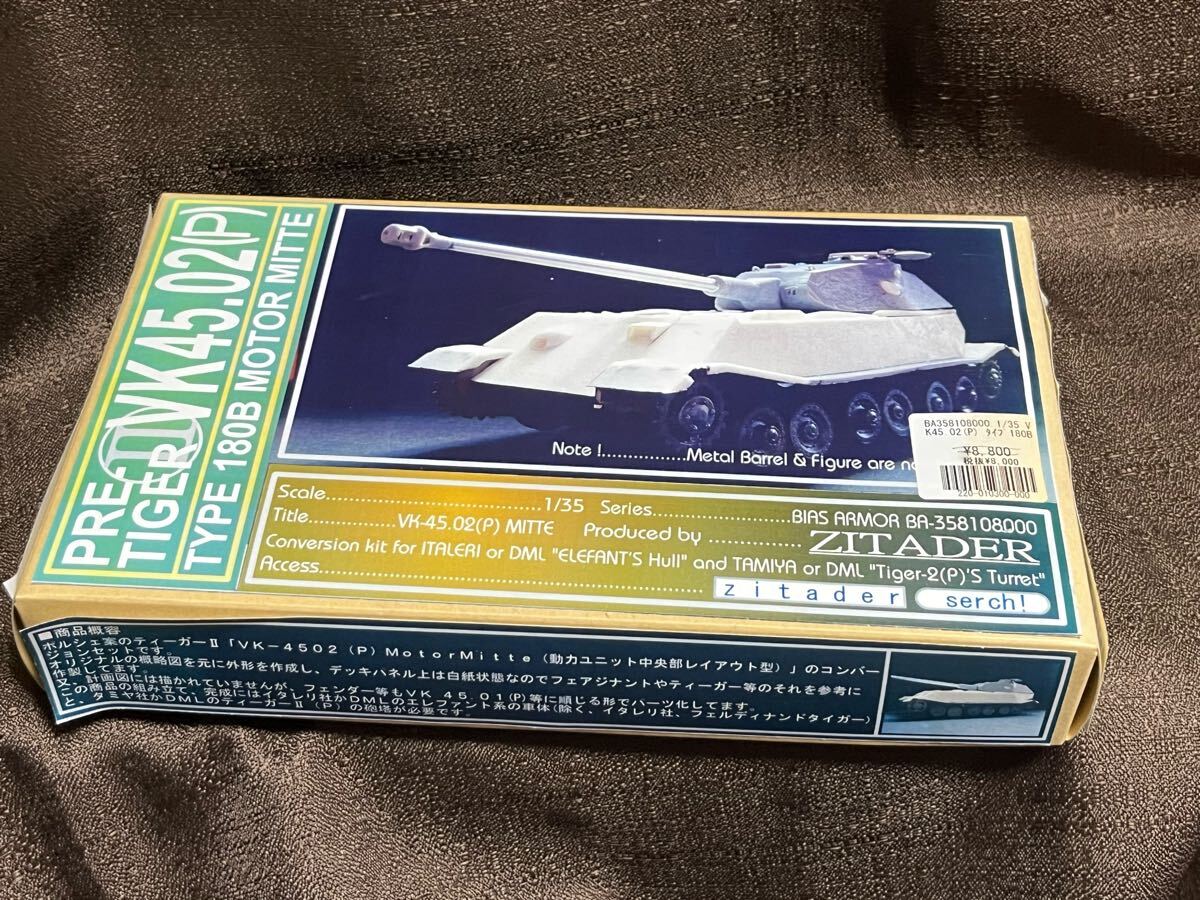 PRE-
TIGER II VK45.02(P)
TYPE 180B MOTOR MITTE
Note !...............Metal Barrel & Figure are no
BA358108000 1/35 V
K45.02(P) タイプ 180B
¥8,800
税抜¥8,000
220-010300-000
Scale.................................1/35 Series.....................BIAS ARMOR BA-358108000
Title..............VK-45.02(P) MITTE Produced by ............... ZITADER
Conversion kit for ITALERI or DML "ELEFANT'S Hull" and TAMIYA or DML "Tiger-2(P)'S Turret"
Access............................................................ zitader serch!
■商品概容
ポルシェ案のティーガーⅡ「VK-4502(P)MotorMitte(動力ユニット中央部レイアウト型)」のコンバー
ジョンセットです。
オリジナルの概略図を元に外形を作成し、デッキパネル上は白紙状態なのでフェアジナントやティーガー等のそれを参考に
作製してます。
又、計画図には描かれていませんが、フェンダー等もVK 45.01(P)等に順じる形でパーツ化してます。
この商品の組み立て、完成にはイタレリ社かDMLのエレファント系の車体(除く、イタレリ社、フェルディナンドタイガー)
と、タミヤ社かDMLのティーガーⅡ(P)の砲塔が必要です。